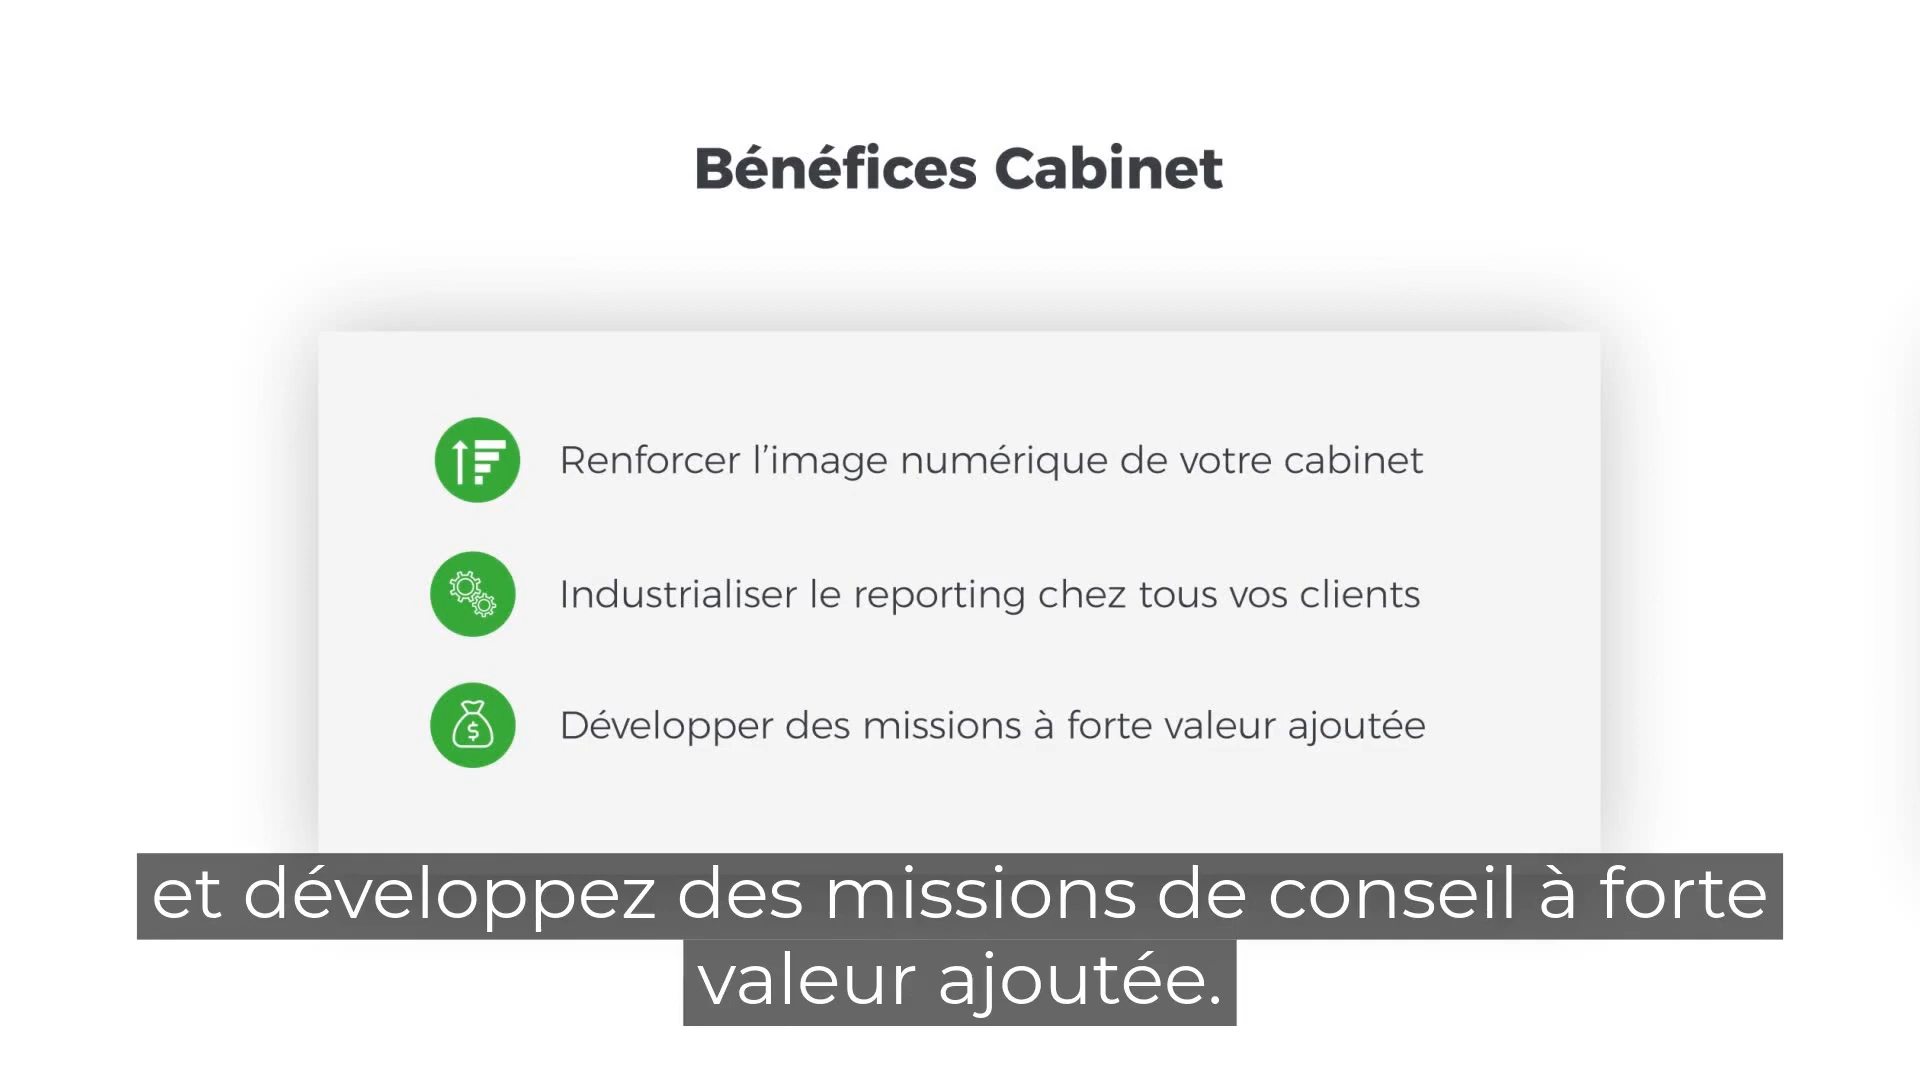 Bénéfices Cabinet
Renforcer l’image numérique de votre cabinet
Industrialiser le reporting chez tous vos clients
$
Développer des missions à forte valeur ajoutée
et développez des missions de conseil à forte
valeur ajoutée.